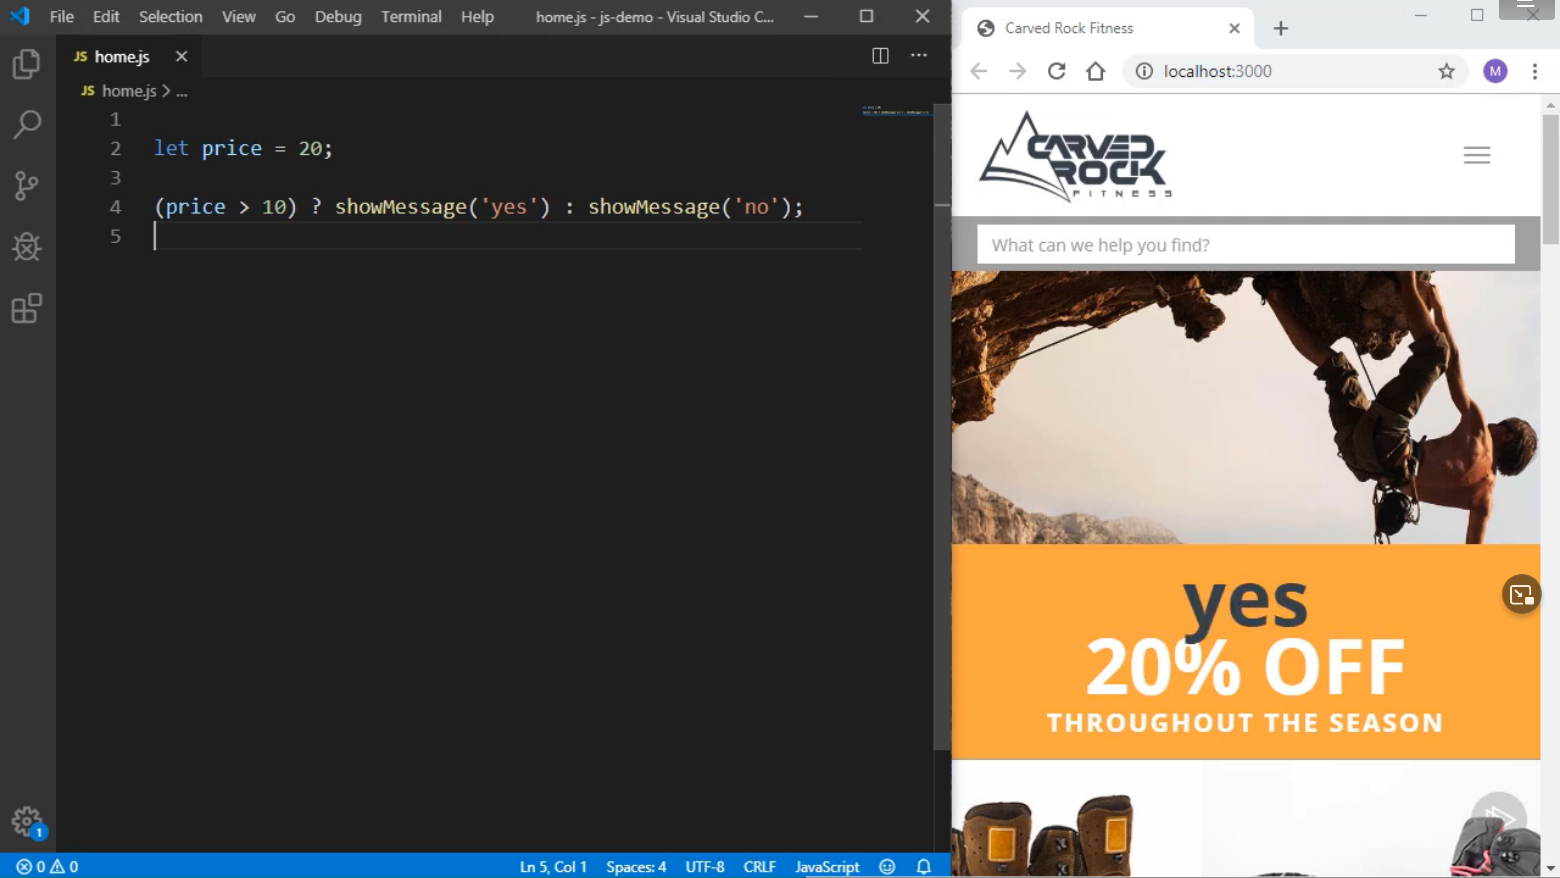 File Edit Selection View Go Debug Terminal Help home.js - js-demo - Visual Studio C...
JS home.js
JS home.js > ...
1
2 let price = 20;
3
4 (price > 10) ? showMessage('yes') : showMessage('no');
5
1
0 0 Ln 5, Col 1 Spaces: 4 UTF-8 CRLF JavaScript
Carved Rock Fitness
localhost:3000 M
CARVED
ROCK
FITNESS
What can we help you find?
yes
20% OFF
THROUGHOUT THE SEASON